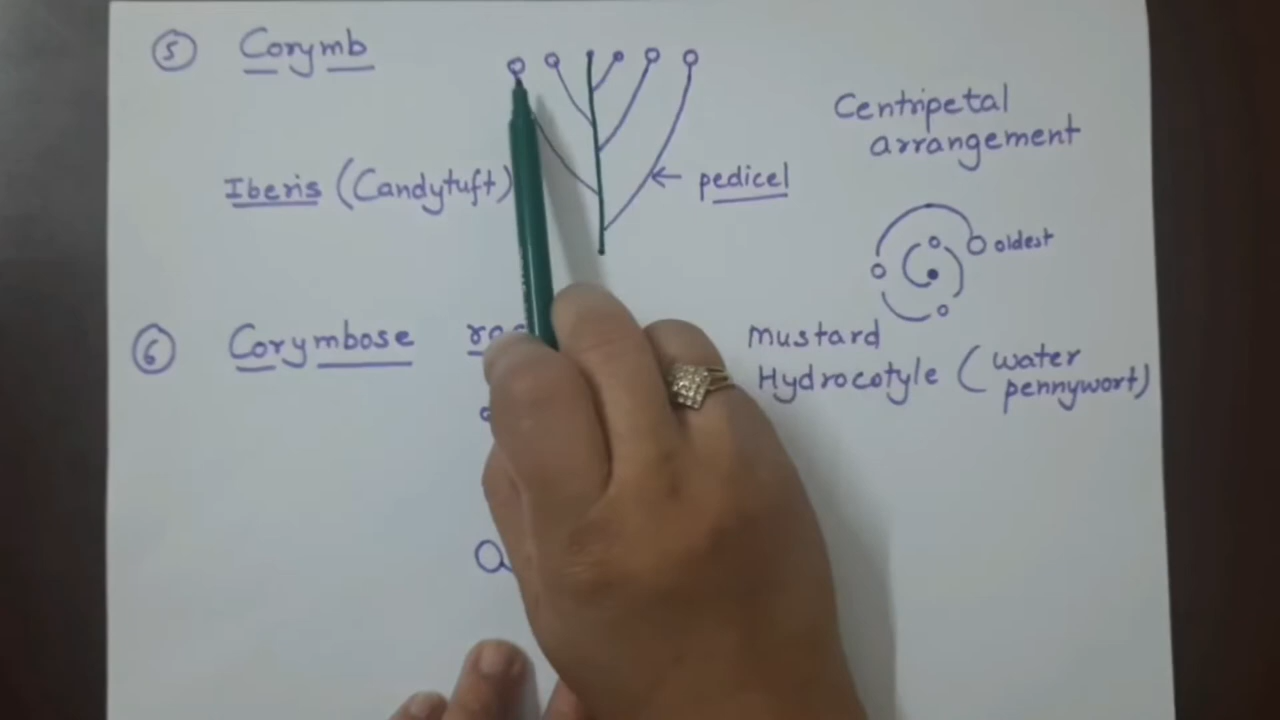 5 Corymb
Centripetal
arrangement
Iberis (Candytuft)
← pedicel
oldest
6 Corymbose
Mustard
Hydrocotyle (water
pennywort)